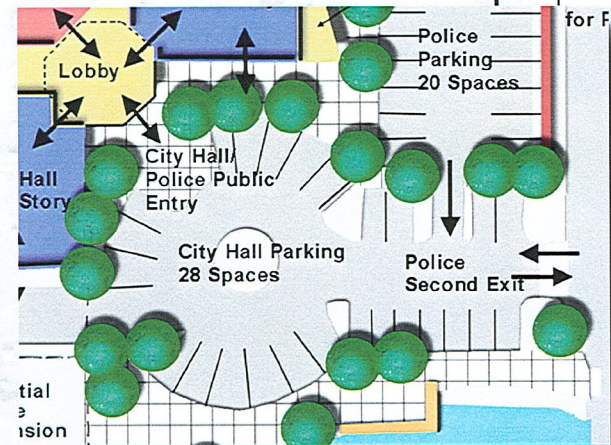 for
Police
Parking
20 Spaces
Lobby
City Hall/
Police Public
Entry
Hall
Story
City Hall Parking
28 Spaces
Police
Second Exit
tial
e
nsion